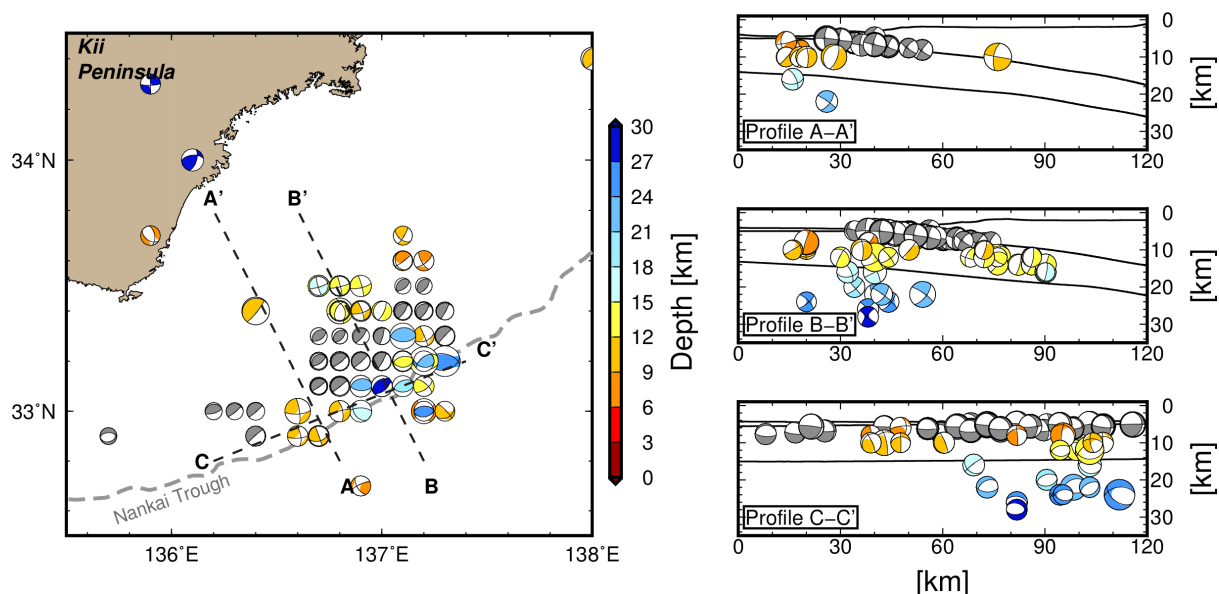 Kii
Peninsula
34˚N
33˚N
136˚E
137˚E
138˚E
A'
B'
C'
C
A
B
Nankai Trough
30
27
24
21
18
15
12
9
6
3
0
Depth [km]
0
10
20
30
[km]
Profile A−A'
0
30
60
90
120
0
10
20
30
[km]
Profile B−B'
0
30
60
90
120
0
10
20
30
[km]
Profile C−C'
0
30
60
90
120
[km]